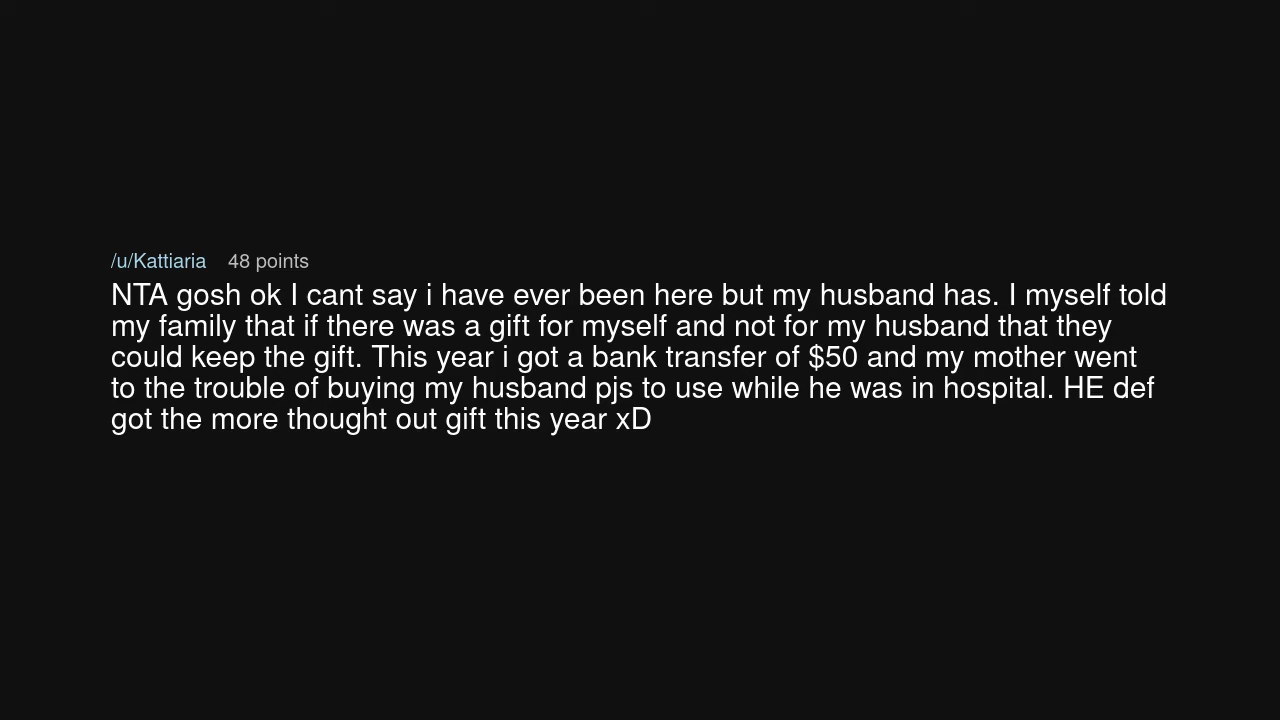 /u/Kattiaria 48 points
NTA gosh ok I cant say i have ever been here but my husband has. I myself told
my family that if there was a gift for myself and not for my husband that they
could keep the gift. This year i got a bank transfer of $50 and my mother went
to the trouble of buying my husband pjs to use while he was in hospital. HE def
got the more thought out gift this year xD